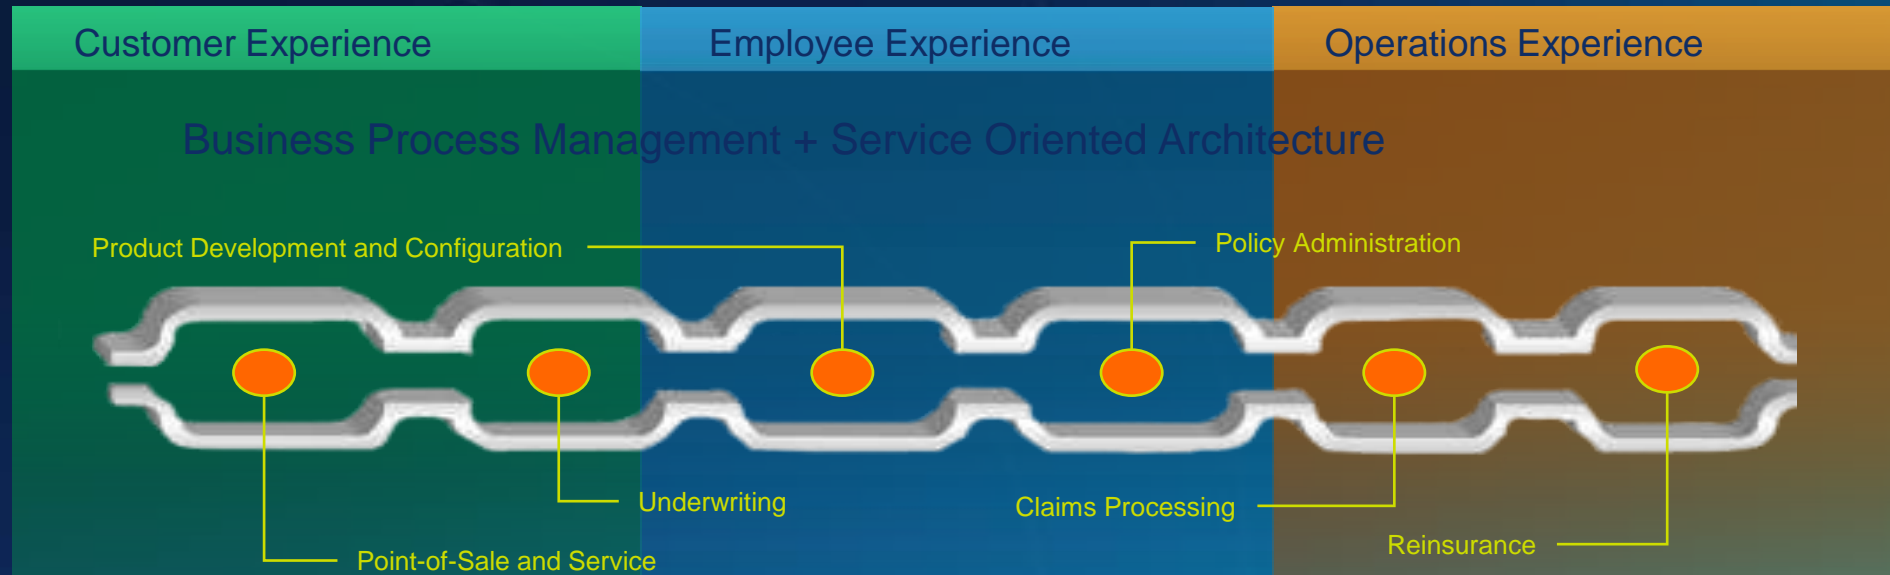 Customer Experience
Employee Experience
Operations Experience
Business Process Management + Service Oriented Architecture
Product Development and Configuration
Policy Administration
Underwriting
Claims Processing
Reinsurance
Point-of-Sale and Service